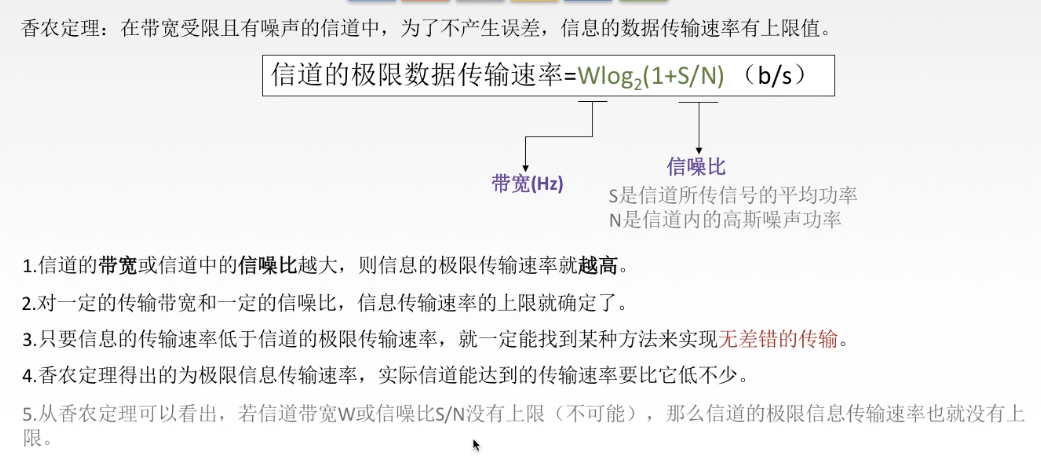 香农定理：在带宽受限且有噪声的信道中，为了不产生误差，信息的数据传输速率有上限值。
信道的极限数据传输速率=Wlog₂(1+S/N) （b/s）
带宽(Hz)
信噪比
S是信道所传信号的平均功率
N是信道内的高斯噪声功率
1.信道的带宽或信道中的信噪比越大，则信息的极限传输速率就越高。
2.对一定的传输带宽和一定的信噪比，信息传输速率的上限就确定了。
3.只要信息的传输速率低于信道的极限传输速率，就一定能找到某种方法来实现无差错的传输。
4.香农定理得出的为极限信息传输速率，实际信道能达到的传输速率要比它低不少。
5.从香农定理可以看出，若信道带宽W或信噪比S/N没有上限（不可能），那么信道的极限信息传输速率也就没有上
限。